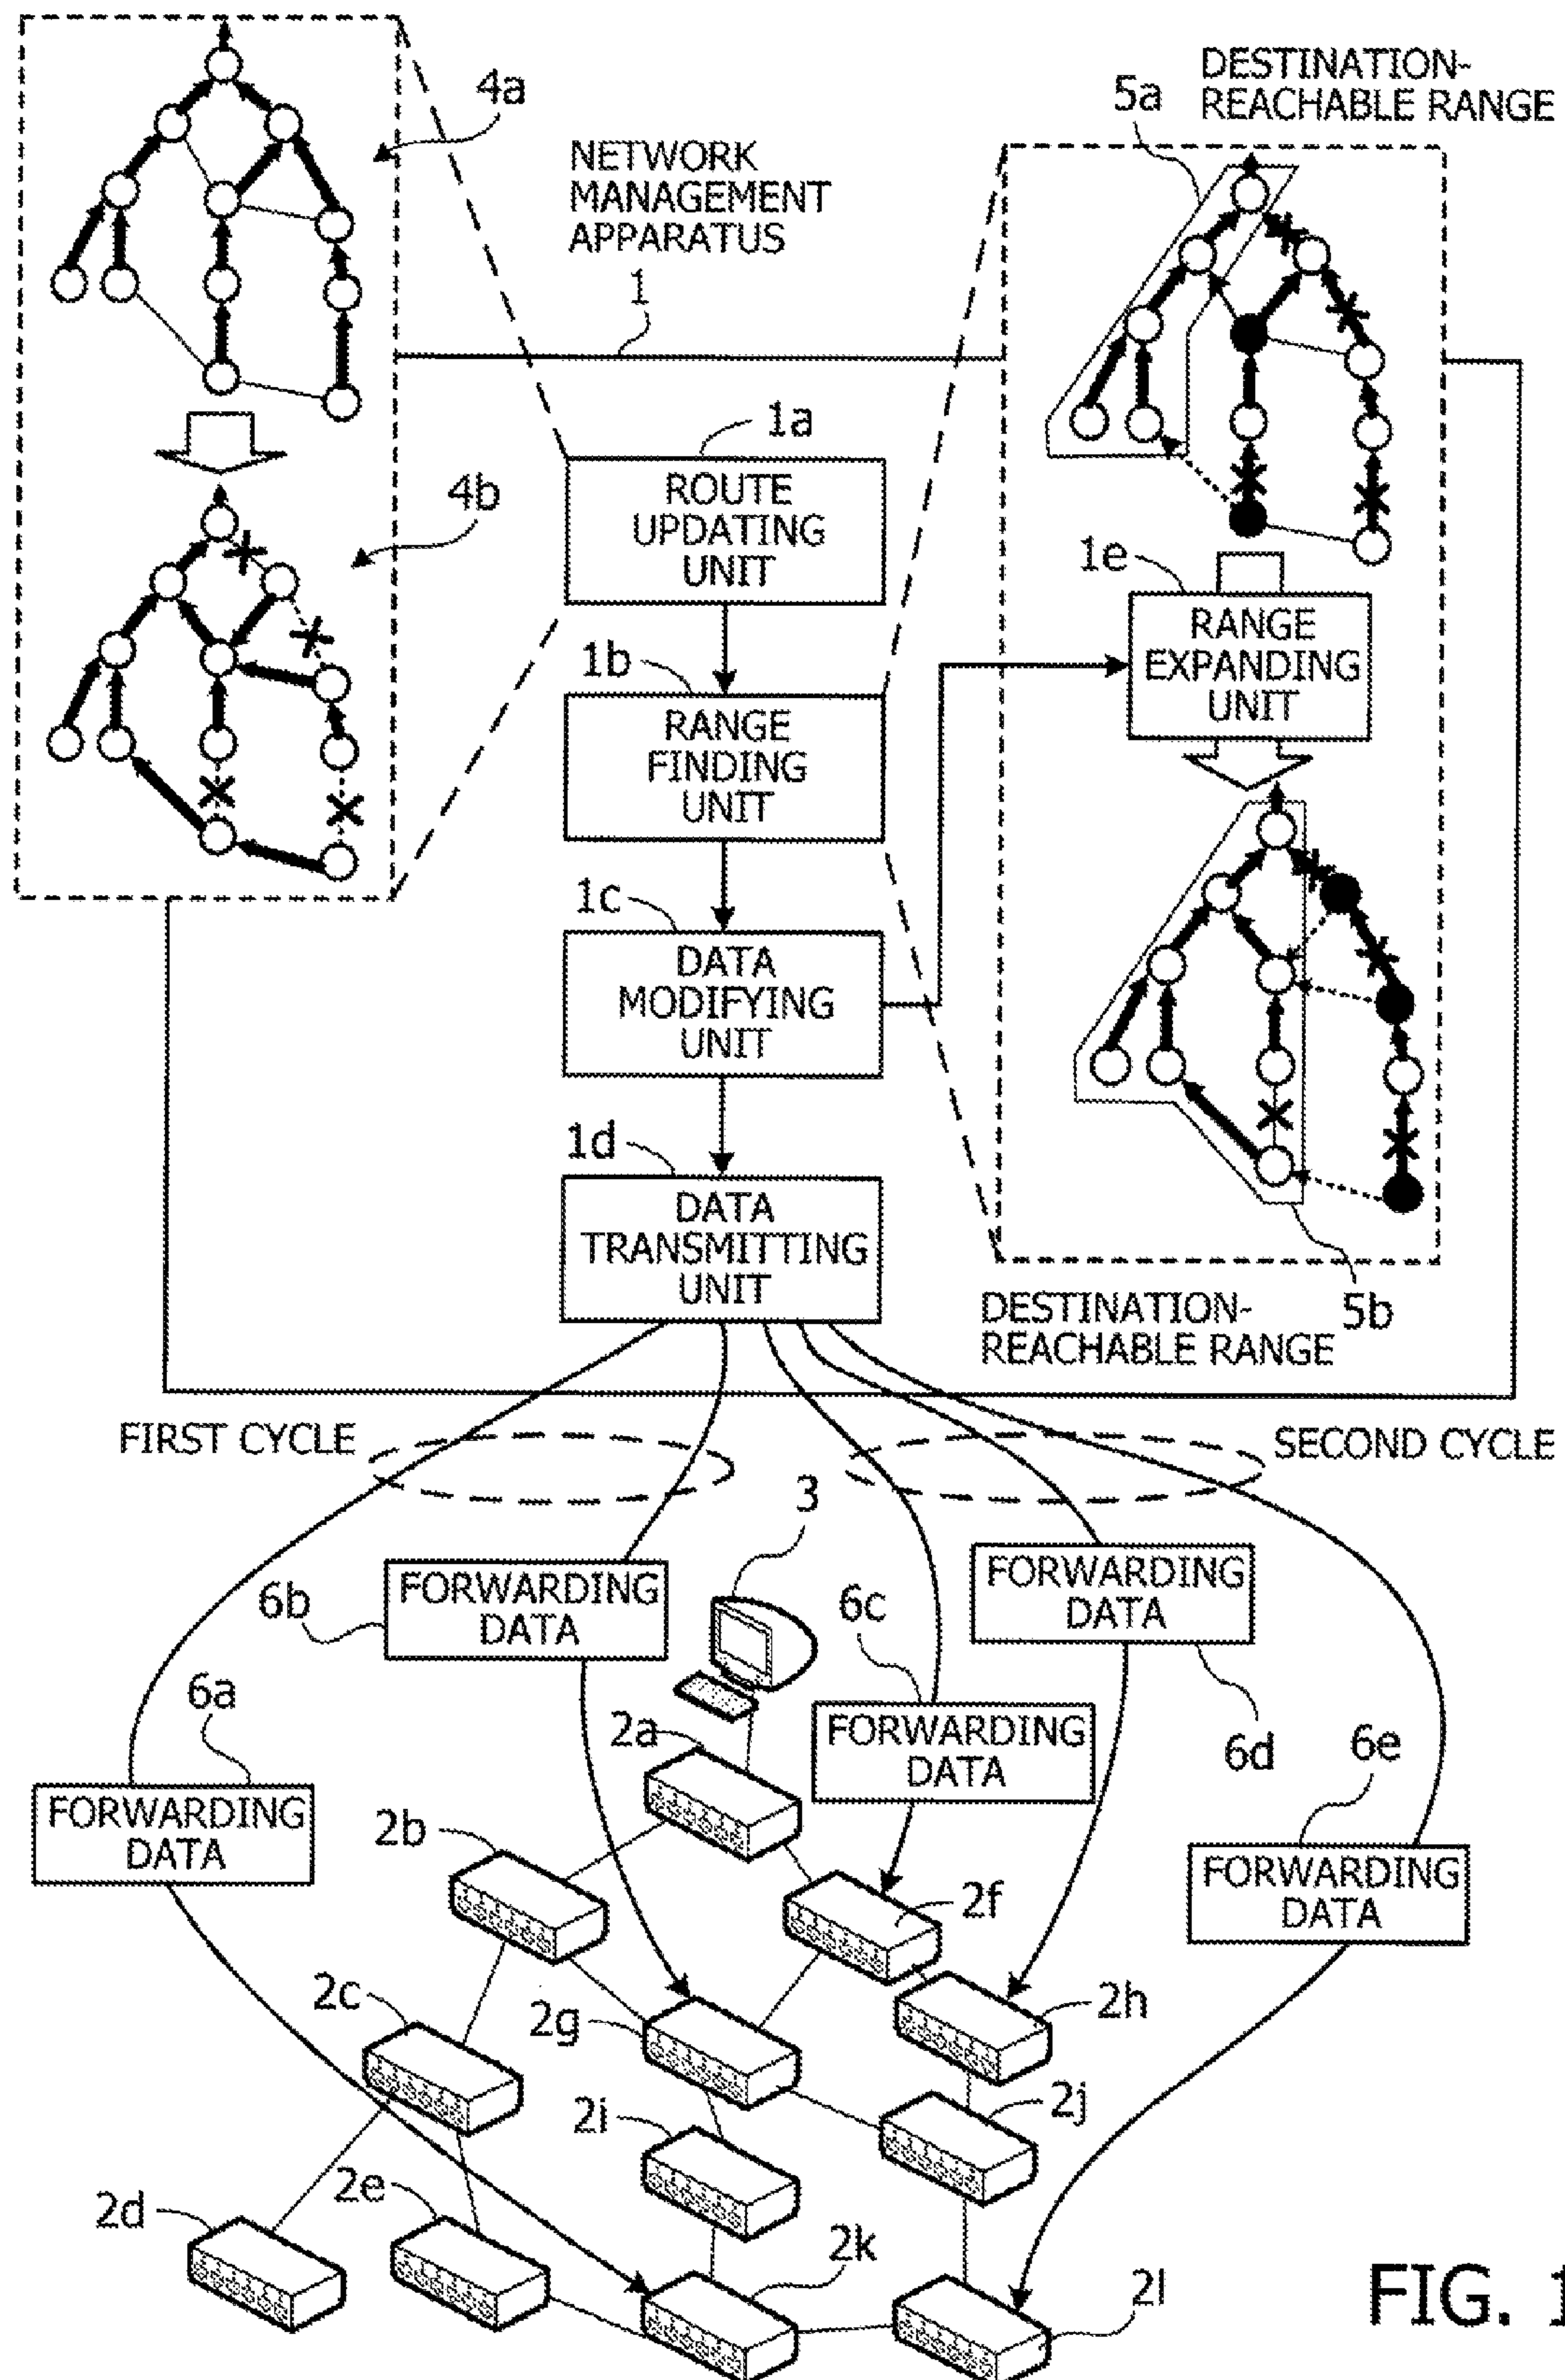 4a
5a
DESTINATION-
REACHABLE RANGE
NETWORK
MANAGEMENT
APPARATUS
1
1a
ROUTE
UPDATING
UNIT
4b
1e
RANGE
EXPANDING
UNIT
1b
RANGE
FINDING
UNIT
1c
DATA
MODIFYING
UNIT
1d
DATA
TRANSMITTING
UNIT
DESTINATION-
REACHABLE RANGE
5b
FIRST CYCLE
SECOND CYCLE
3
6b
FORWARDING
DATA
6c
FORWARDING
DATA
6a
2a
FORWARDING
DATA
6d
6e
FORWARDING
DATA
2b
FORWARDING
DATA
2f
2c
2g
2h
2i
2j
2d
2e
2k
2l
FIG. 1